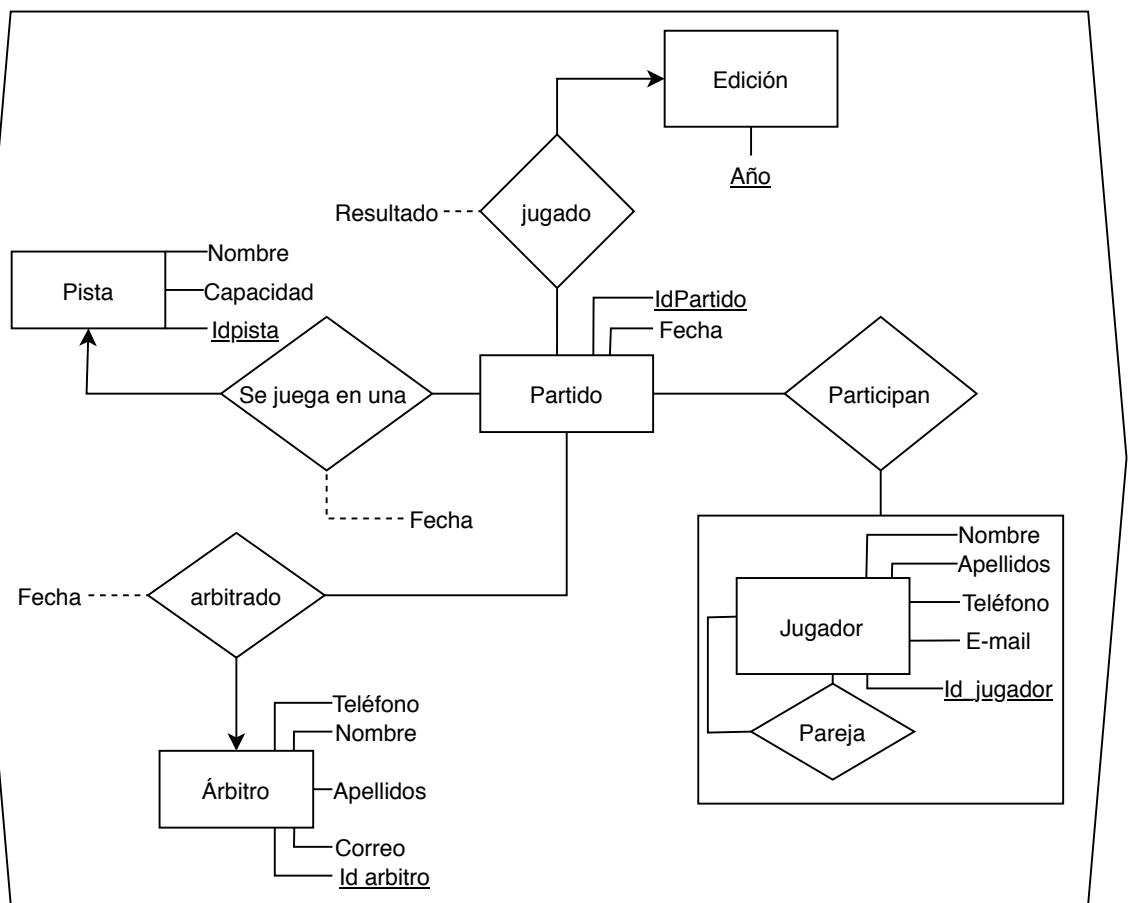 Edición
Año
Resultado
jugado
Nombre
Pista
Capacidad
Idpista
IdPartido
Fecha
Se juega en una
Partido
Participan
Fecha
Fecha
arbitrado
Nombre
Apellidos
Teléfono
Jugador
E-mail
Id_jugador
Pareja
Teléfono
Nombre
Árbitro
Apellidos
Correo
Id arbitro